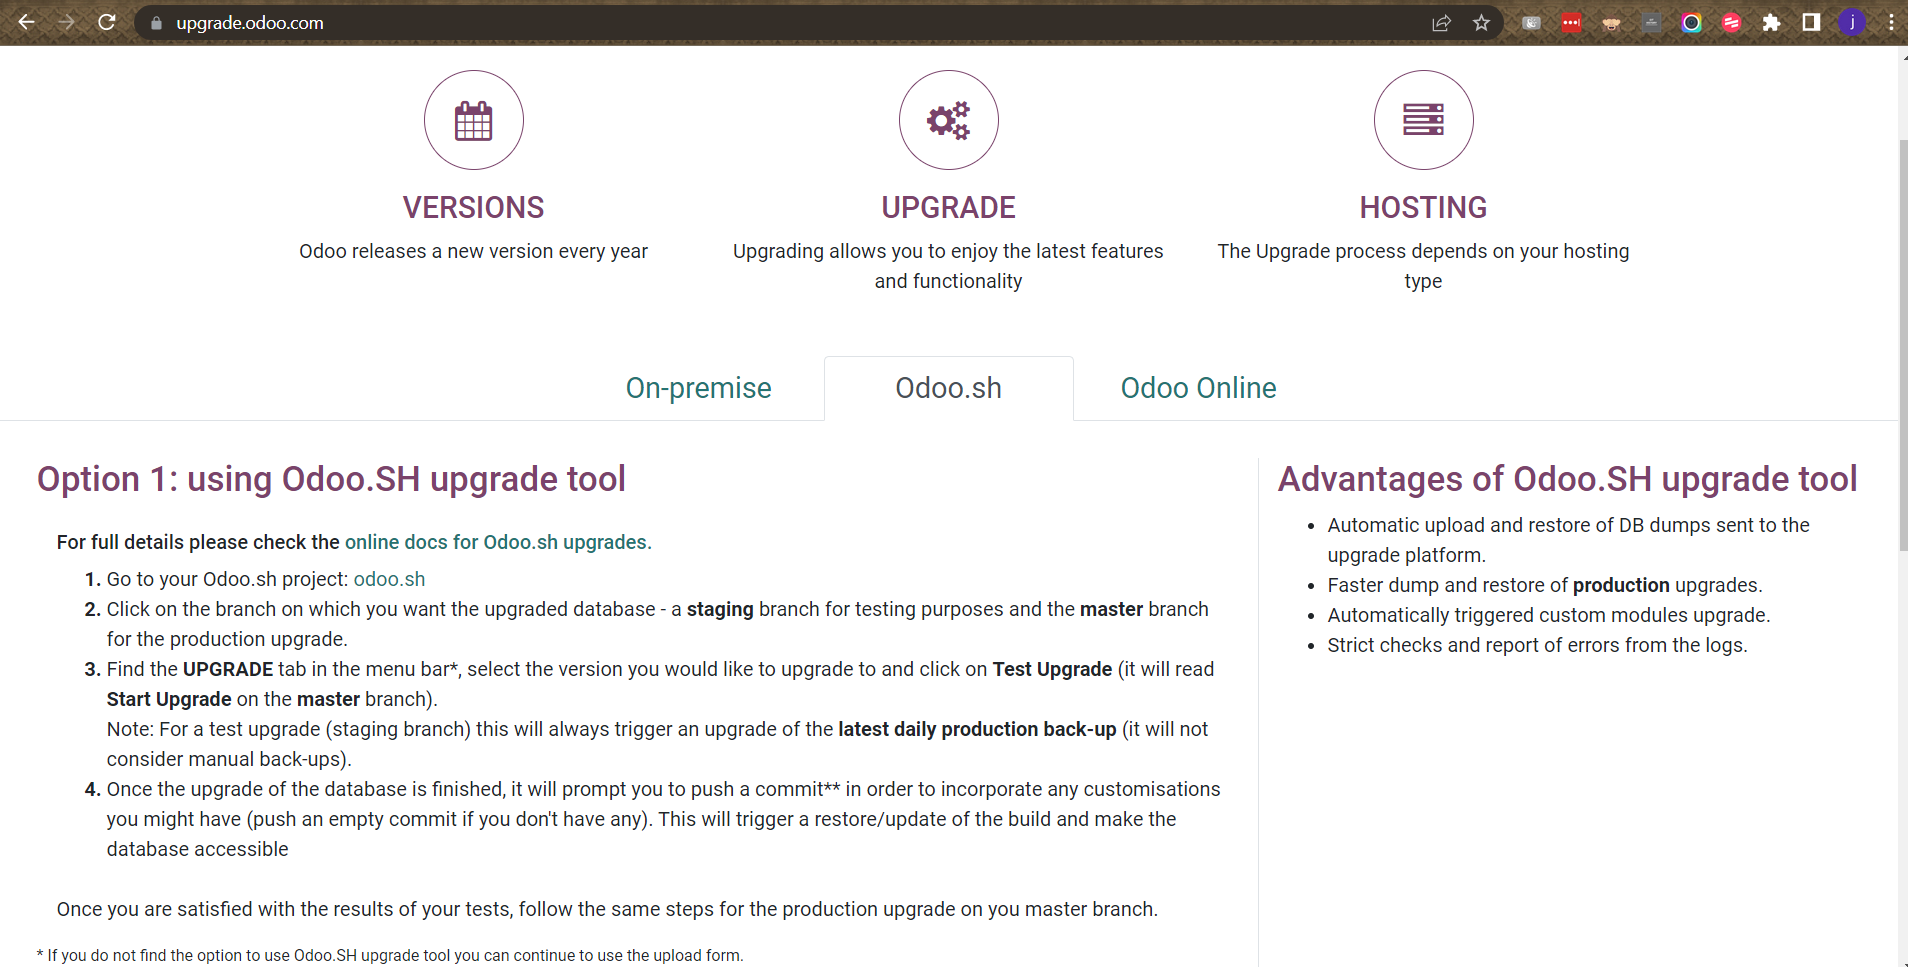 upgrade.odoo.com
j
VERSIONS
Odoo releases a new version every year
UPGRADE
Upgrading allows you to enjoy the latest features
and functionality
HOSTING
The Upgrade process depends on your hosting
type
On-premise
Odoo.sh
Odoo Online
Option 1: using Odoo.SH upgrade tool
For full details please check the online docs for Odoo.sh upgrades.
1. Go to your Odoo.sh project: odoo.sh
2. Click on the branch on which you want the upgraded database - a staging branch for testing purposes and the master branch
for the production upgrade.
3. Find the UPGRADE tab in the menu bar*, select the version you would like to upgrade to and click on Test Upgrade (it will read
Start Upgrade on the master branch).
Note: For a test upgrade (staging branch) this will always trigger an upgrade of the latest daily production back-up (it will not
consider manual back-ups).
4. Once the upgrade of the database is finished, it will prompt you to push a commit** in order to incorporate any customisations
you might have (push an empty commit if you don't have any). This will trigger a restore/update of the build and make the
database accessible
Once you are satisfied with the results of your tests, follow the same steps for the production upgrade on you master branch.
* If you do not find the option to use Odoo.SH upgrade tool you can continue to use the upload form.
Advantages of Odoo.SH upgrade tool
• Automatic upload and restore of DB dumps sent to the
upgrade platform.
• Faster dump and restore of production upgrades.
• Automatically triggered custom modules upgrade.
• Strict checks and report of errors from the logs.